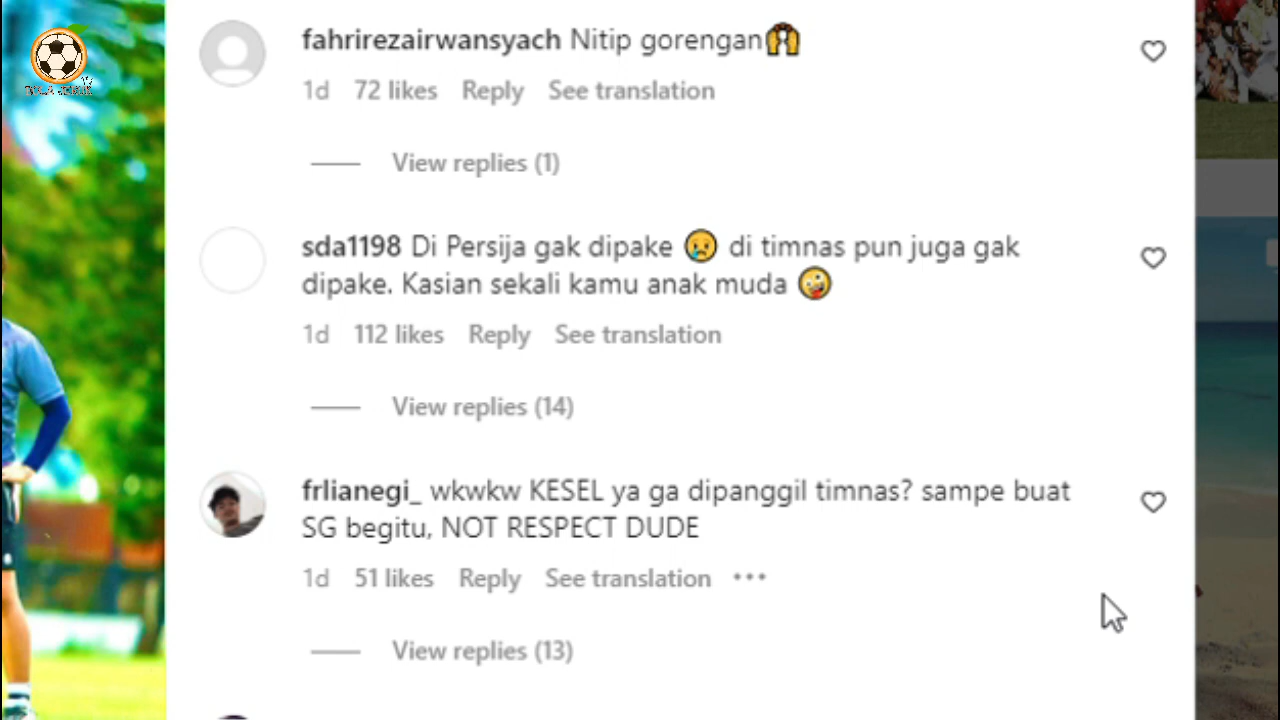 fahrirezairwansyach Nitip gorengan🙌
1d 72 likes Reply See translation
View replies (1)
sda1198 Di Persija gak dipake 😢 di timnas pun juga gak
dipake. Kasian sekali kamu anak muda 🤪
1d 112 likes Reply See translation
View replies (14)
frlianegi_ wkwkw KESEL ya ga dipanggil timnas? sampe buat
SG begitu, NOT RESPECT DUDE
1d 51 likes Reply See translation •••
View replies (13)